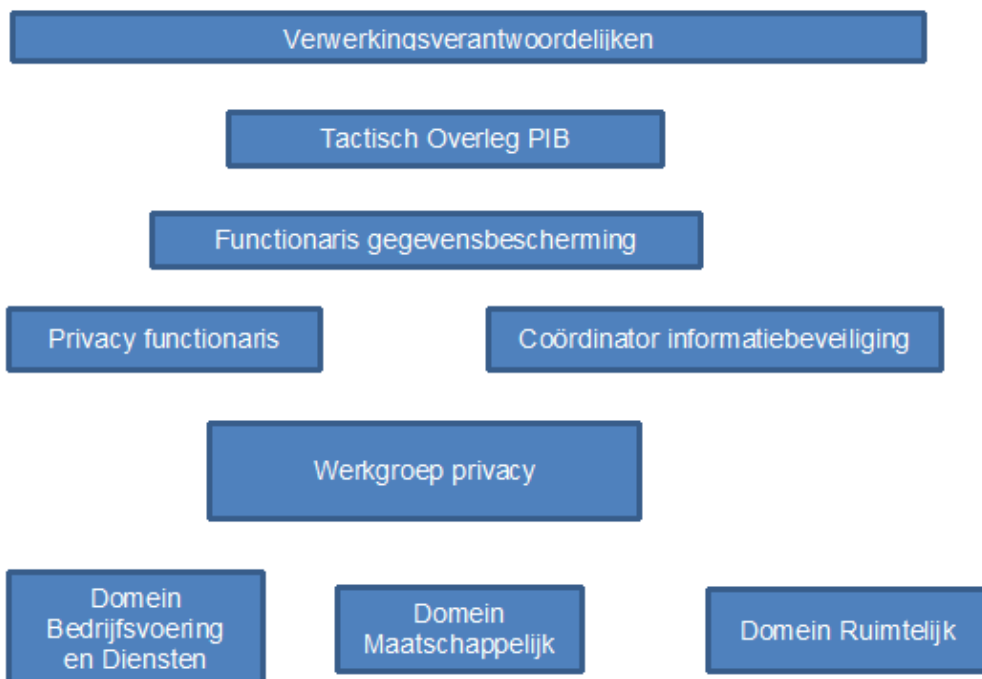 Verwerkingsverantwoordelijken
Tactisch Overleg PIB
Functionaris gegevensbescherming
Privacy functionaris
Coördinator informatiebeveiliging
Werkgroep privacy
Domein
Bedrijfsvoering
en Diensten
Domein
Maatschappelijk
Domein Ruimtelijk